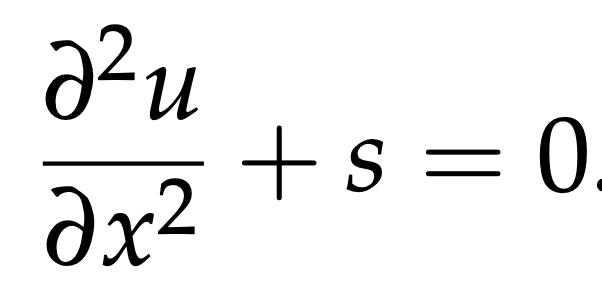 ∂²u/∂x² + s = 0.